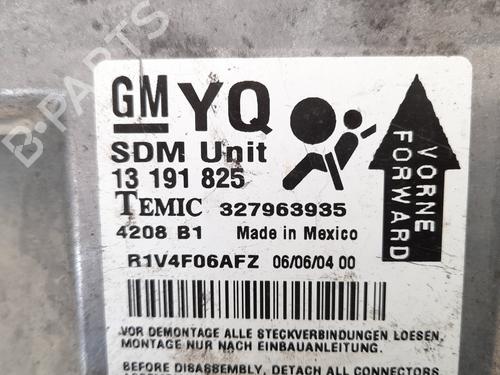 B-PARTS
GM YQ
SDM Unit
13 191 825
TEMIC 327963935
4208 B1 Made in Mexico
R1V4F06AFZ 06/06/04 00
VORNE
FORWARD
VOR DEMONTAGE ALLE STECKVERBINDUNGEN LOESEN.
MONTAGE NUR NACH EINBAUANLEITUNG.
BEFORE DISASSEMBLY, DETACH ALL CONNECTORS